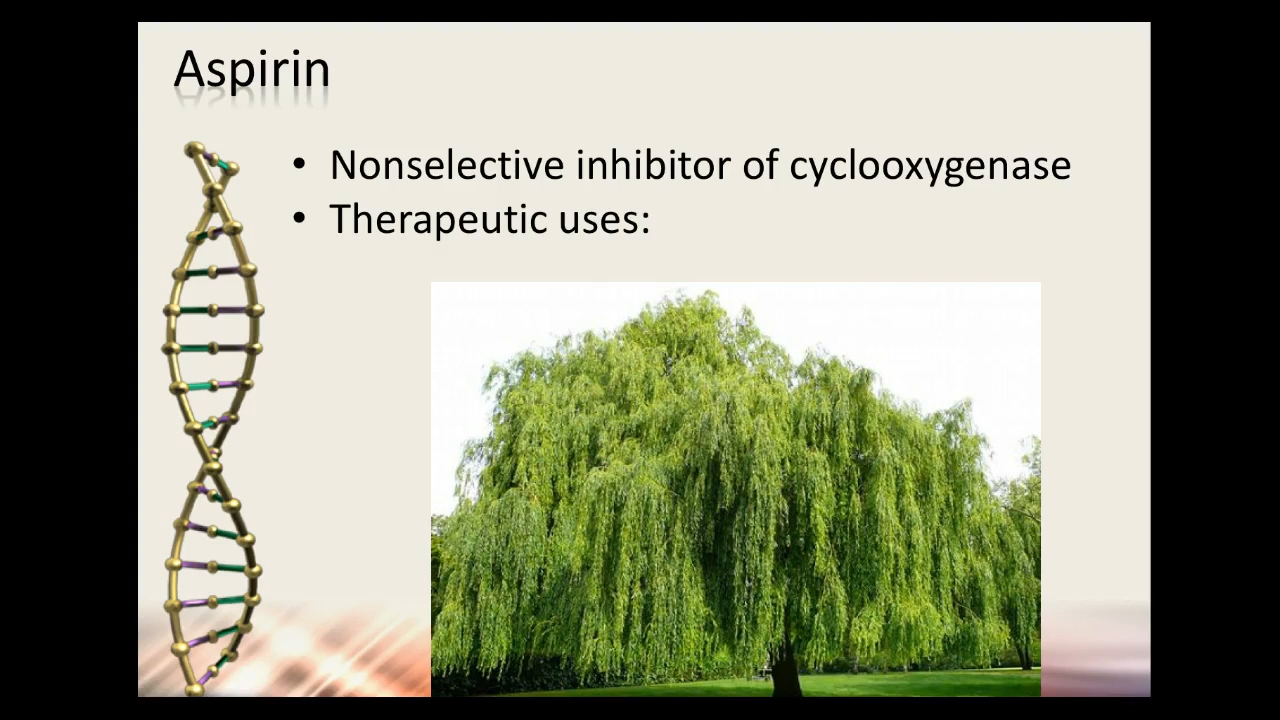 Aspirin
• Nonselective inhibitor of cyclooxygenase
• Therapeutic uses: